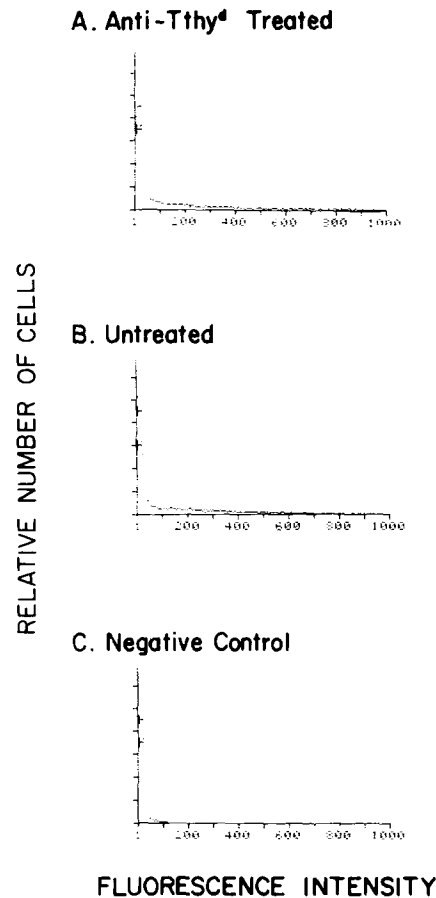 A. Anti-Tthyᵈ Treated
1 200 400 600 800 1000
RELATIVE NUMBER OF CELLS
B. Untreated
200 400 600 800 1000
C. Negative Control
200 400 600 800 1000
FLUORESCENCE INTENSITY